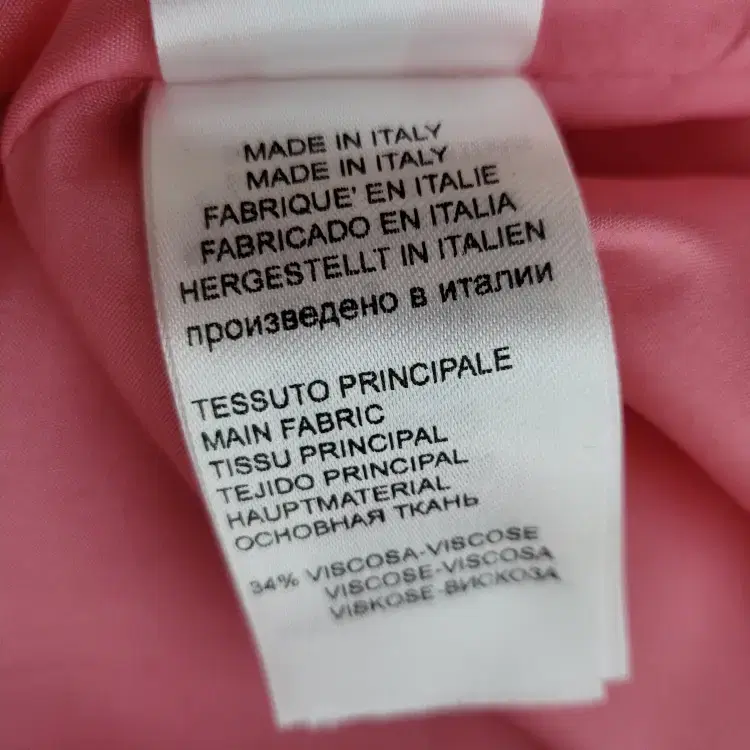 MADE IN ITALY
MADE IN ITALY
FABRIQUE' EN ITALIE
FABRICADO EN ITALIA
HERGESTELLT IN ITALIEN
произведено в италии
TESSUTO PRINCIPALE
MAIN FABRIC
TISSU PRINCIPAL
TEJIDO PRINCIPAL
HAUPTMATERIAL
ОСНОВНАЯ ТКАНЬ
34% VISCOSA-VISCOSE
VISCOSE-VISCOSA
VISKOSE-ВИСКОЗА